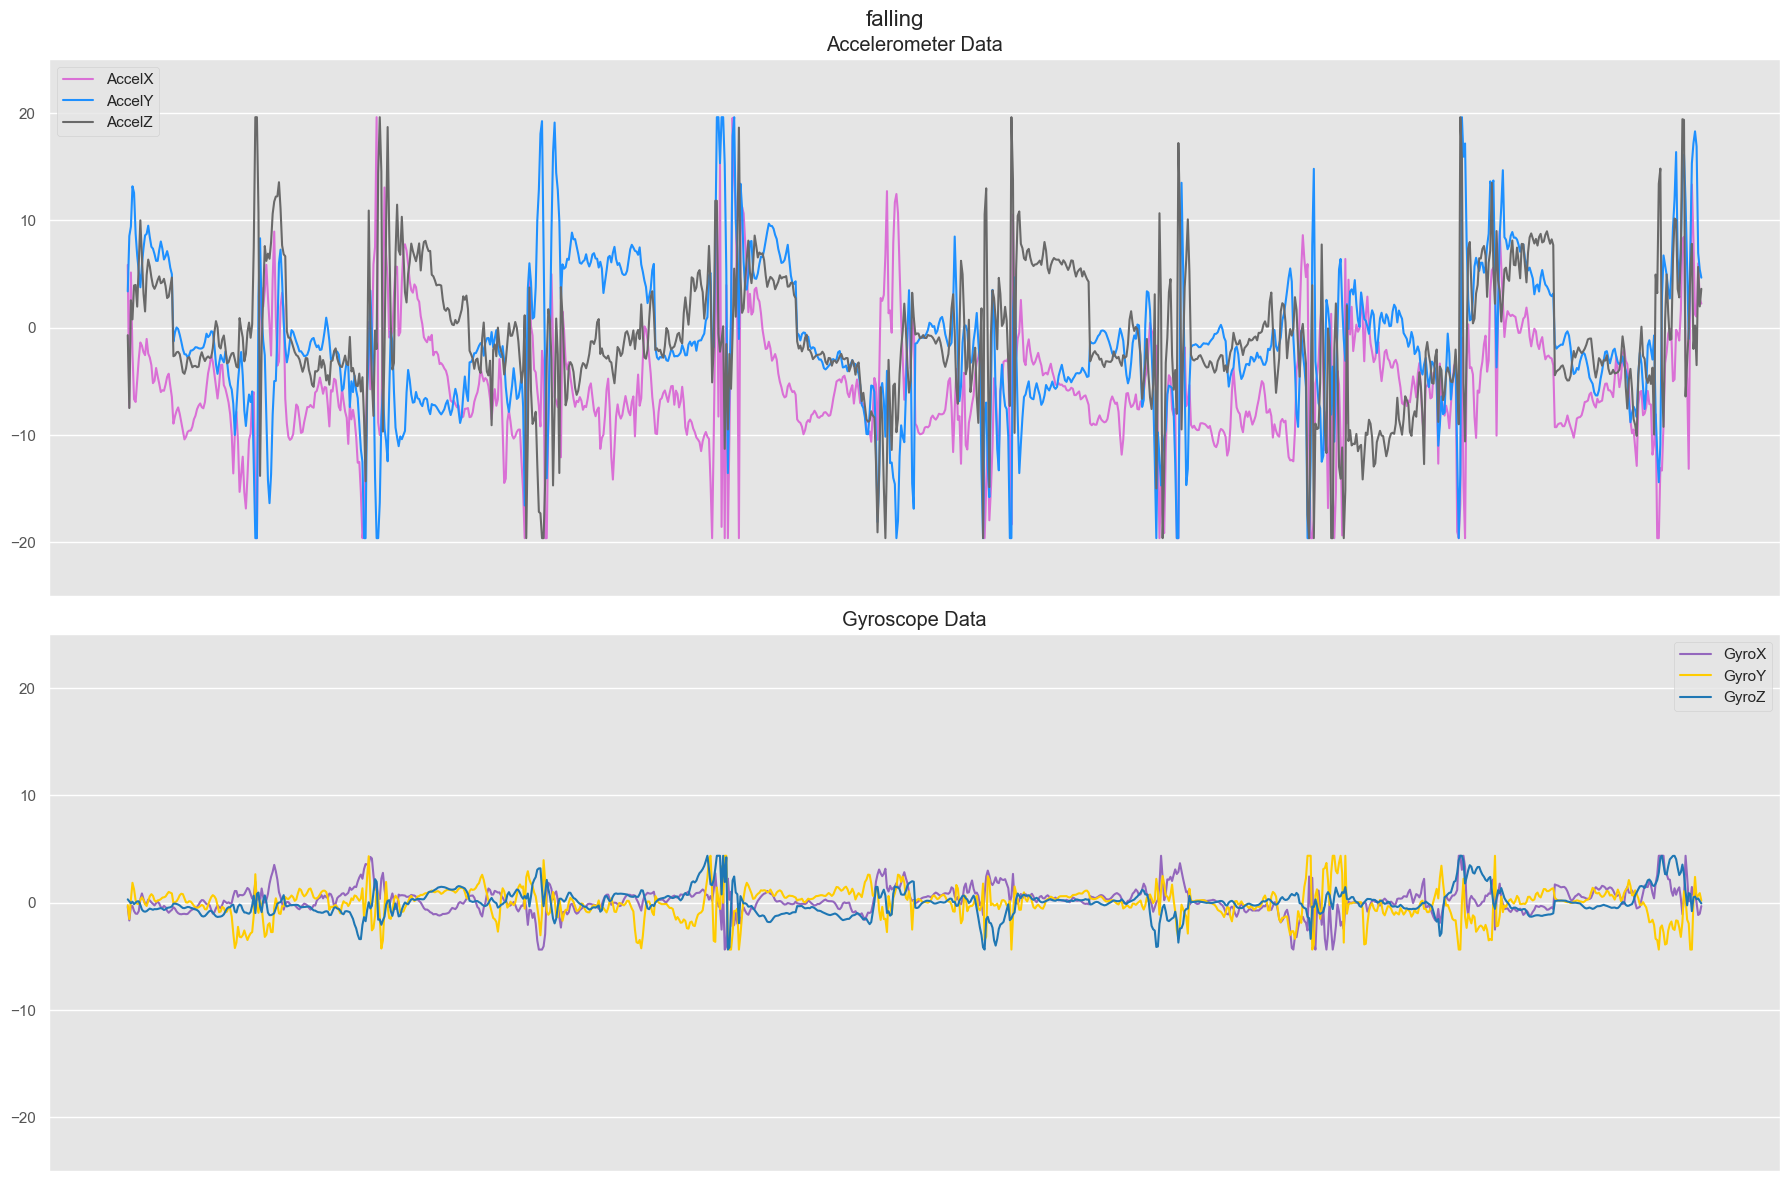 falling
Accelerometer Data
AccelX
AccelY
AccelZ
20
10
0
−10
−20
Gyroscope Data
GyroX
GyroY
GyroZ
20
10
0
−10
−20